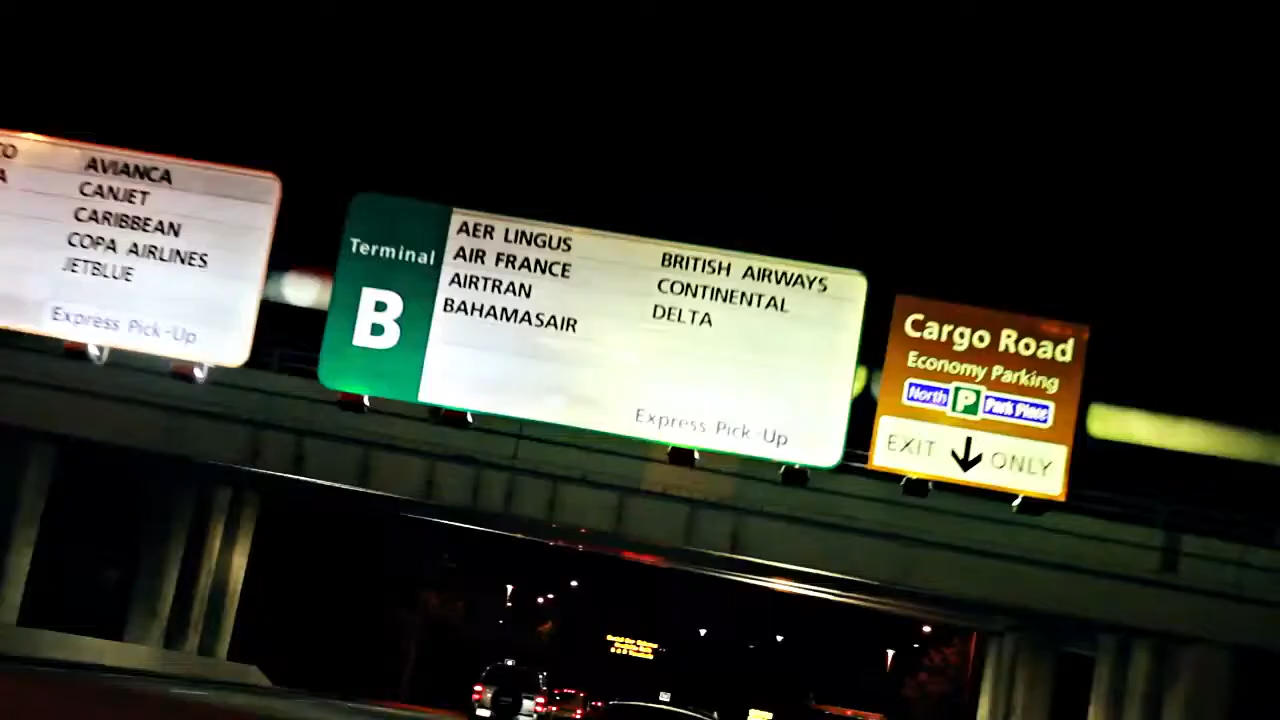 AVIANCA
CANJET
CARIBBEAN
COPA AIRLINES
JETBLUE
Express Pick-Up
Terminal
B
AER LINGUS
AIR FRANCE
AIRTRAN
BAHAMASAIR
BRITISH AIRWAYS
CONTINENTAL
DELTA
Express Pick-Up
Cargo Road
Economy Parking
North P Park Place
EXIT ONLY